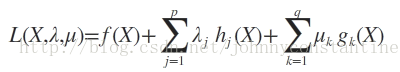 L(X,λ,μ)=f(X)+∑_{j=1}^{p} λ_j h_j(X)+∑_{k=1}^{q} μ_k g_k(X)
http://blog.csdn.net/johnnyconstantine